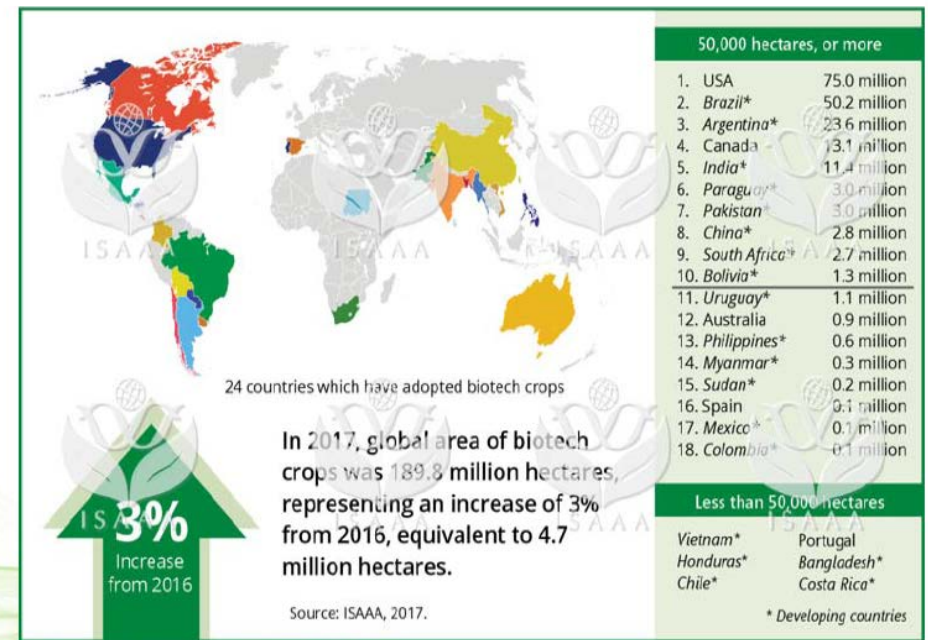 50,000 hectares, or more
1. USA 75.0 million
2. Brazil* 50.2 million
3. Argentina* 23.6 million
4. Canada 13.1 million
5. India* 11.4 million
6. Paraguay* 3.0 million
7. Pakistan* 3.0 million
8. China* 2.8 million
9. South Africa* 2.7 million
10. Bolivia* 1.3 million
11. Uruguay* 1.1 million
12. Australia 0.9 million
13. Philippines* 0.6 million
14. Myanmar* 0.3 million
15. Sudan* 0.2 million
16. Spain 0.1 million
17. Mexico* 0.1 million
18. Colombia* 0.1 million
Less than 50,000 hectares
Vietnam* Portugal
Honduras* Bangladesh*
Chile* Costa Rica*
* Developing countries
24 countries which have adopted biotech crops
3%
Increase
from 2016
In 2017, global area of biotech
crops was 189.8 million hectares,
representing an increase of 3%
from 2016, equivalent to 4.7
million hectares.
Source: ISAAA, 2017.
ISAAA
ISAAA
ISAAA
ISAAA
ISAAA
ISAAA
ISAAA
ISAAA